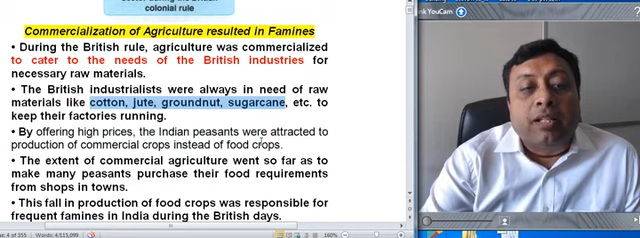 colonial rule
nk YouCam
Commercialization of Agriculture resulted in Famines
• During the British rule, agriculture was commercialized
to cater to the needs of the British industries for
necessary raw materials.
• The British industrialists were always in need of raw
materials like cotton, jute, groundnut, sugarcane, etc. to
keep their factories running.
• By offering high prices, the Indian peasants were attracted to
production of commercial crops instead of food crops.
• The extent of commercial agriculture went so far as to
make many peasants purchase their food requirements
from shops in towns.
• This fall in production of food crops was responsible for
frequent famines in India during the British days.
ge: 4 of 355 Words: 4,515,099 160%